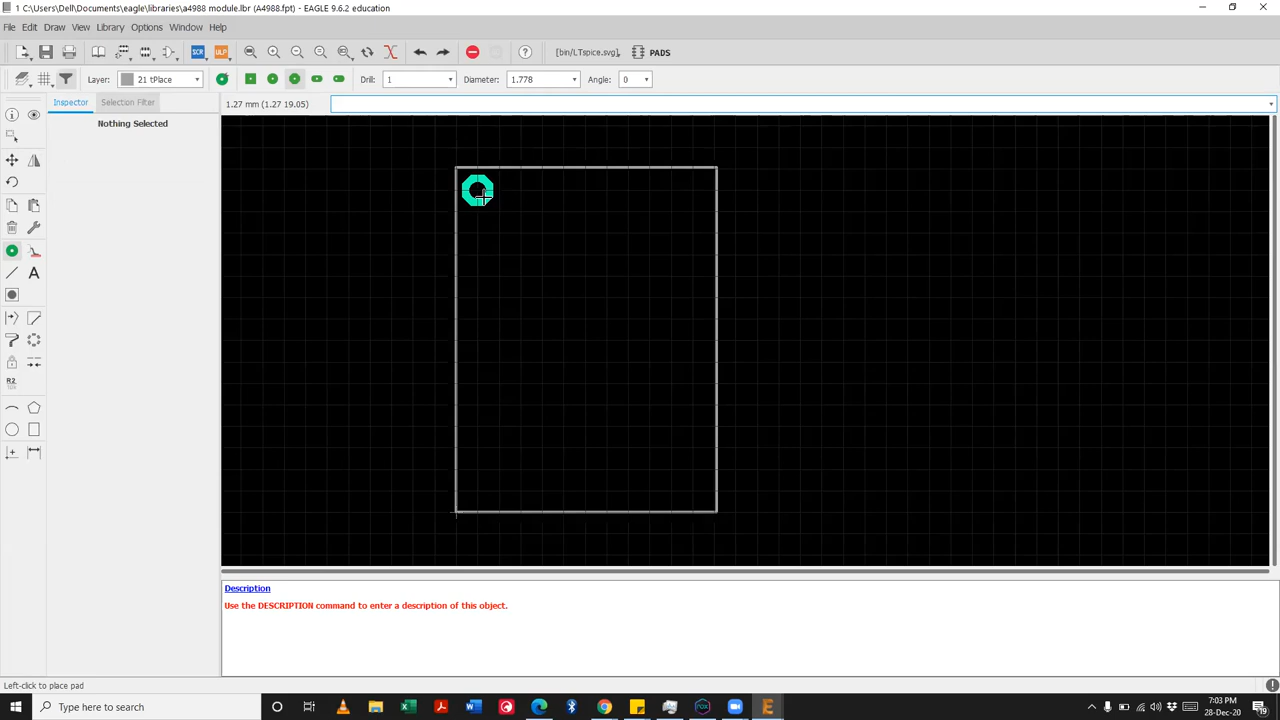 1 C:\Users\Dell\Documents\eagle\libraries\a4988 module.lbr (A4988.fpt) - EAGLE 9.6.2 education
File Edit Draw View Library Options Window Help
SCR ULP [bin/LTspice.svg]. PADS
Layer: 21 tPlace Drill: 1 Diameter: 1.778 Angle: 0
Inspector Selection Filter 1.27 mm (1.27 19.05)
Nothing Selected
R2
Description
Use the DESCRIPTION command to enter a description of this object.
Left-click to place pad
Type here to search
7:03 PM
28-Dec-20